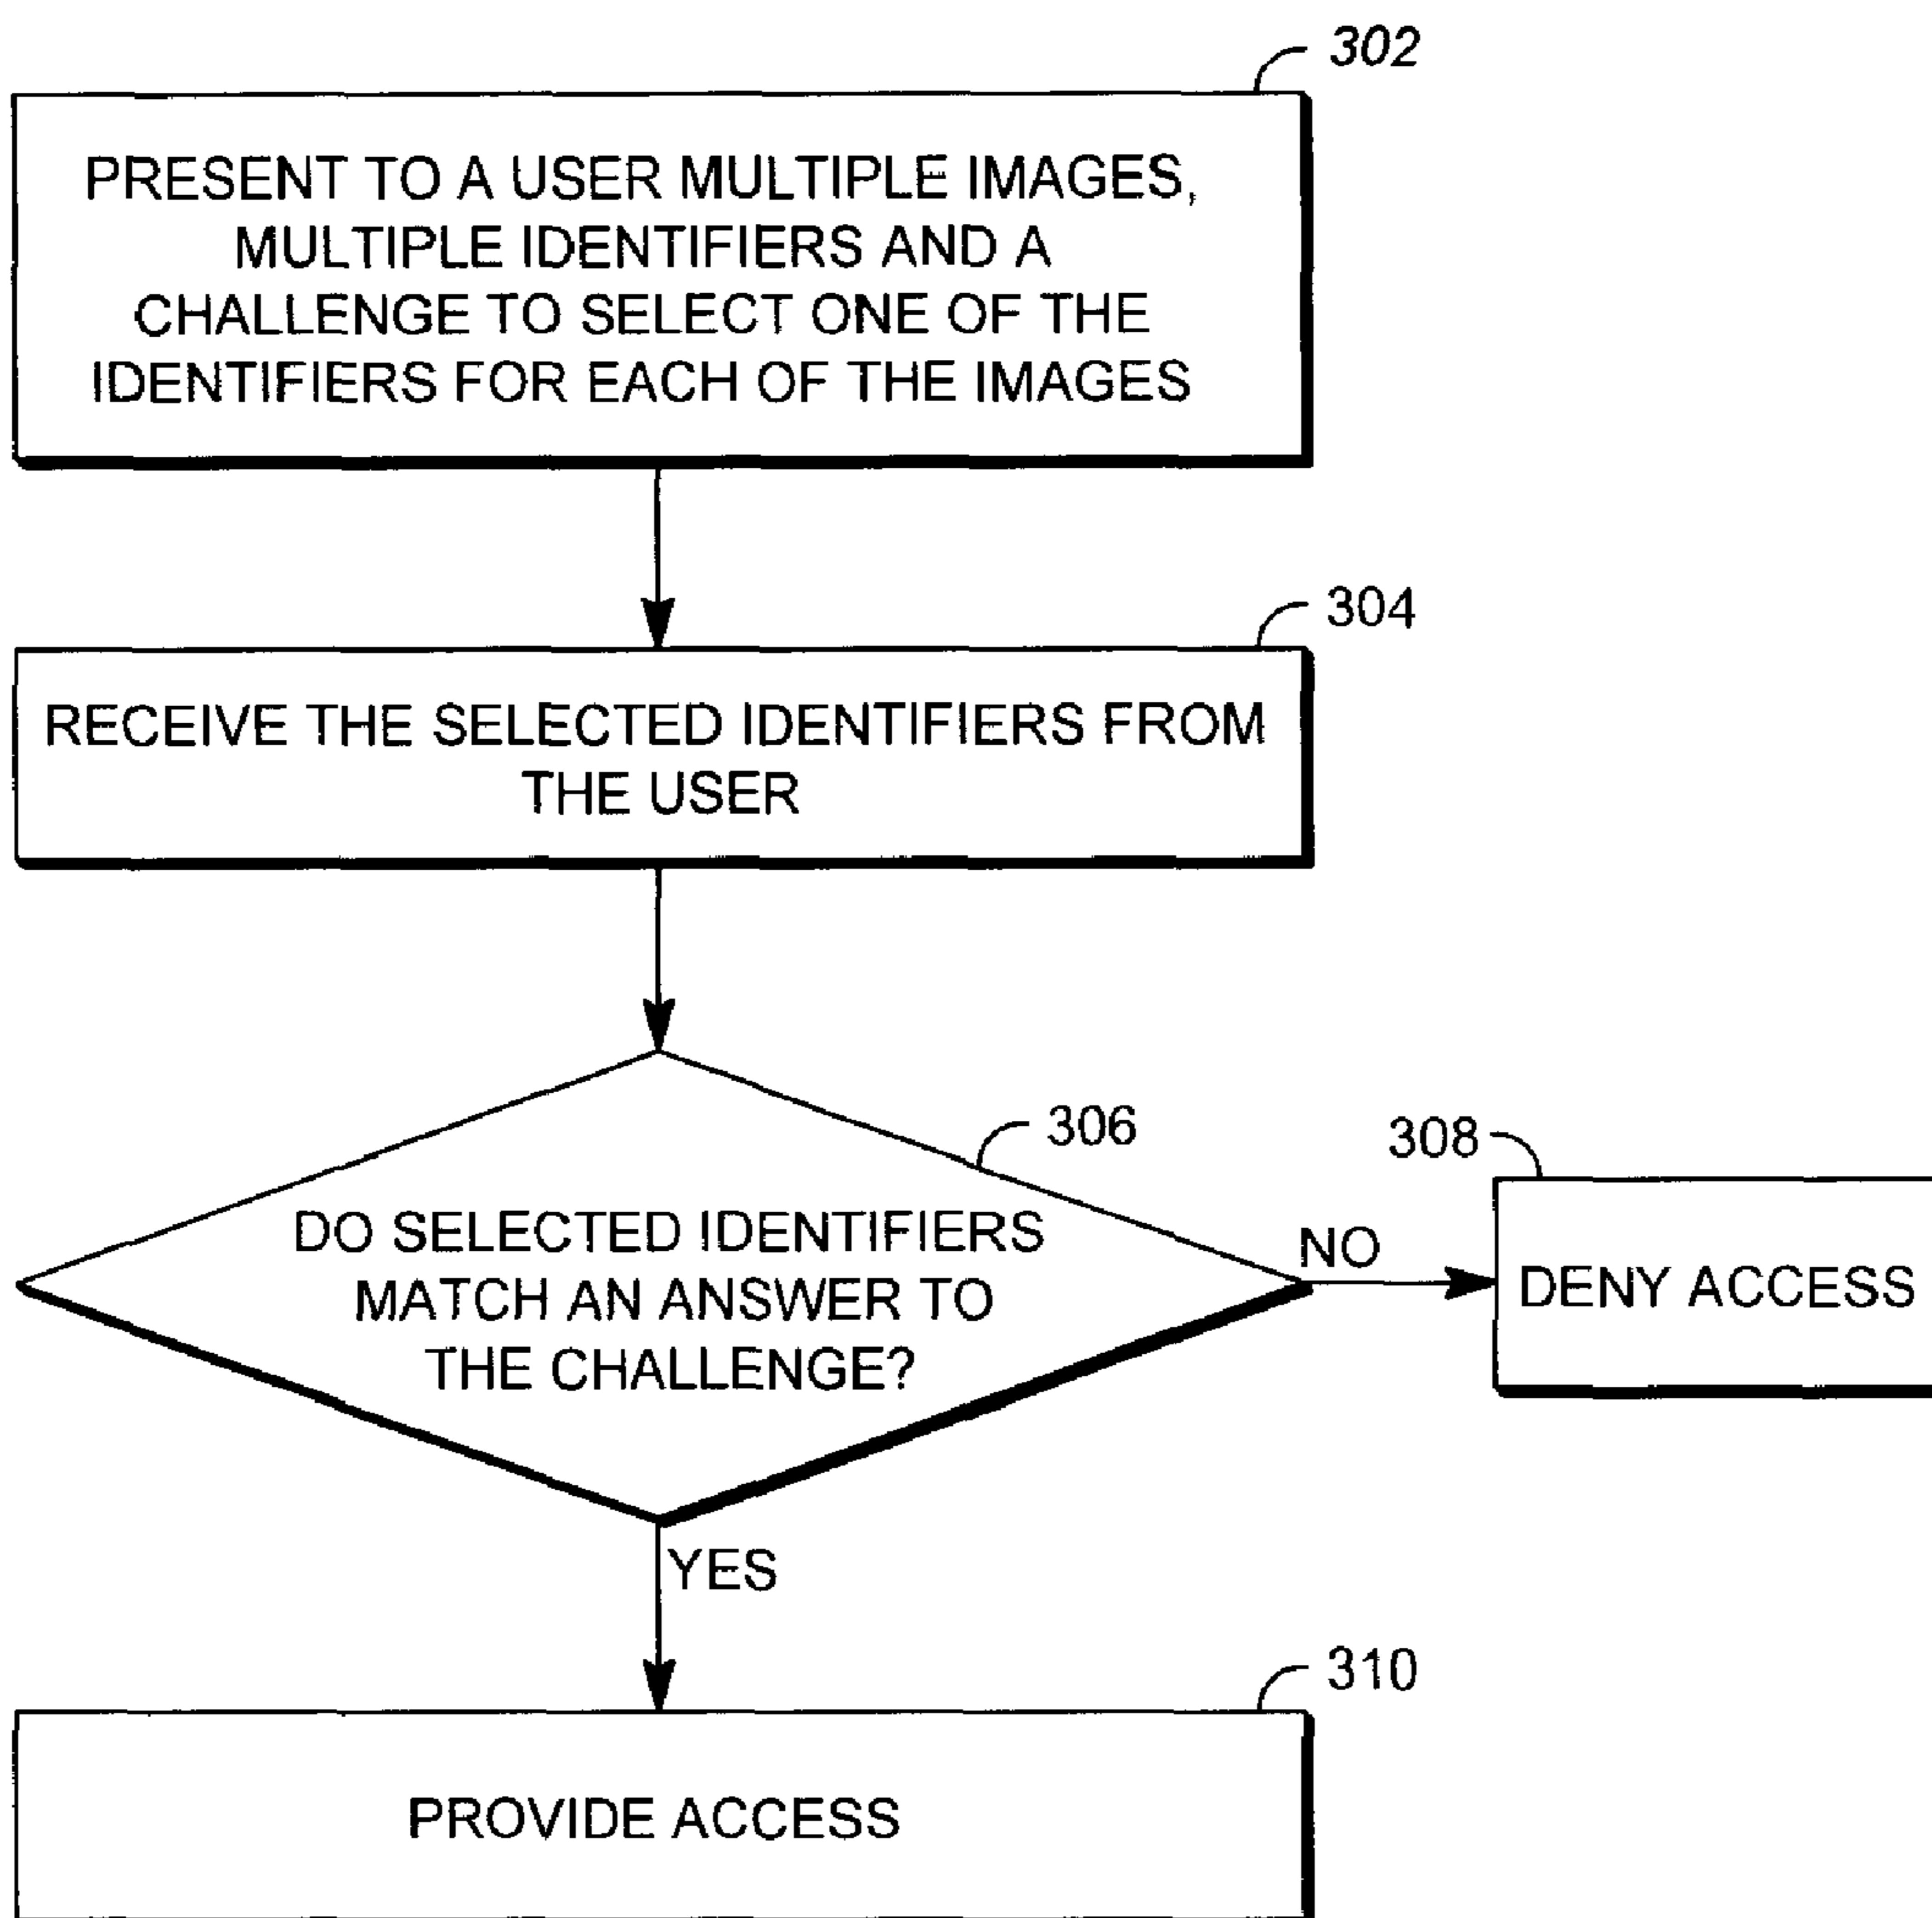 302
PRESENT TO A USER MULTIPLE IMAGES,
MULTIPLE IDENTIFIERS AND A
CHALLENGE TO SELECT ONE OF THE
IDENTIFIERS FOR EACH OF THE IMAGES
304
RECEIVE THE SELECTED IDENTIFIERS FROM
THE USER
306
DO SELECTED IDENTIFIERS
MATCH AN ANSWER TO
THE CHALLENGE?
NO
308
DENY ACCESS
YES
310
PROVIDE ACCESS